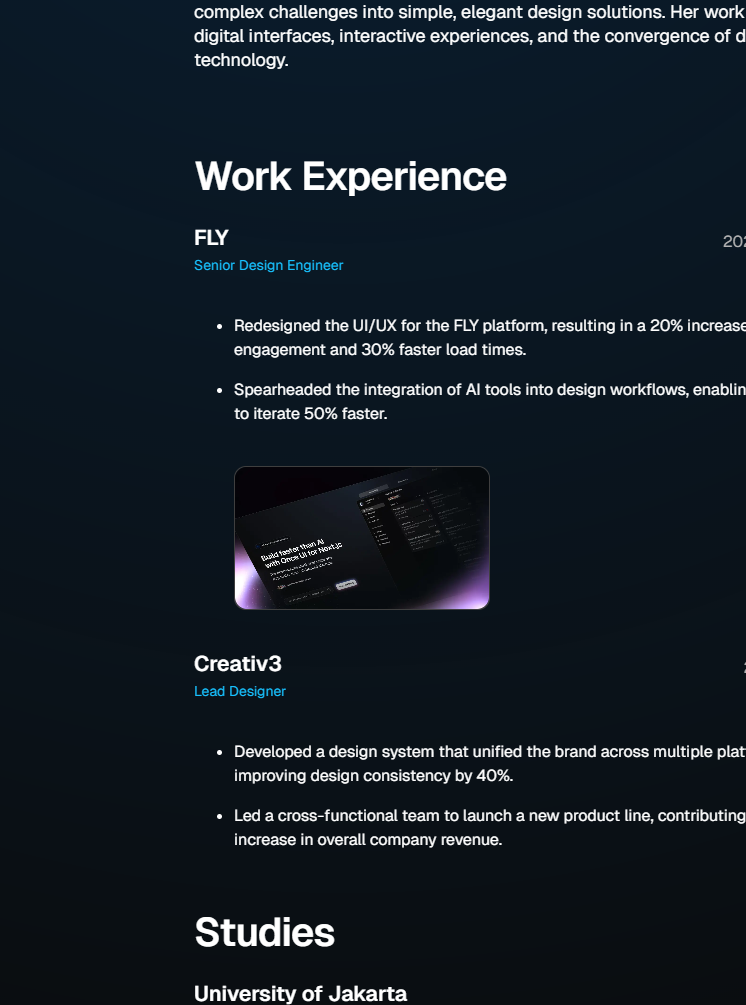 complex challenges into simple, elegant design solutions. Her work
digital interfaces, interactive experiences, and the convergence of d
technology.
Work Experience
FLY
202
Senior Design Engineer
Redesigned the UI/UX for the FLY platform, resulting in a 20% increase
engagement and 30% faster load times.
Spearheaded the integration of AI tools into design workflows, enablin
to iterate 50% faster.
Build faster than AI
with Once UI for Next.js
Creativ3
Lead Designer
Developed a design system that unified the brand across multiple plat
improving design consistency by 40%.
Led a cross-functional team to launch a new product line, contributing
increase in overall company revenue.
Studies
University of Jakarta